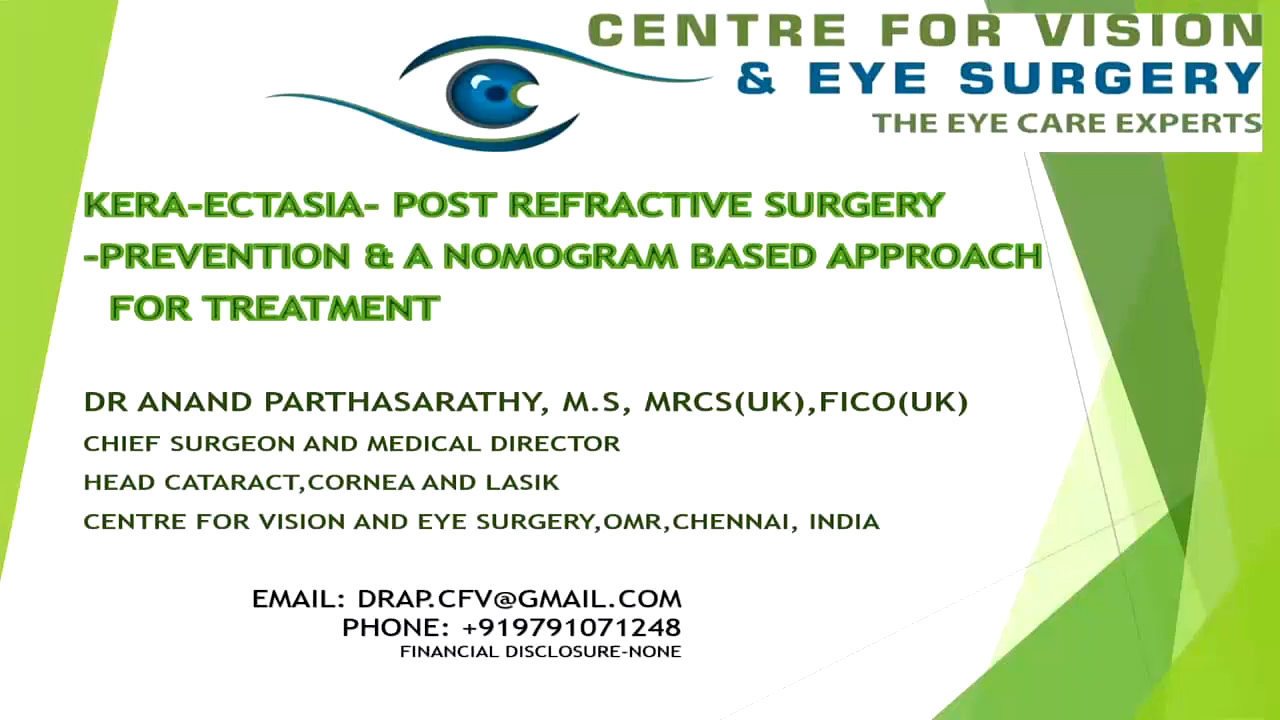 CENTRE FOR VISION
& EYE SURGERY
THE EYE CARE EXPERTS
KERA-ECTASIA- POST REFRACTIVE SURGERY
-PREVENTION & A NOMOGRAM BASED APPROACH
FOR TREATMENT
DR ANAND PARTHASARATHY, M.S, MRCS(UK),FICO(UK)
CHIEF SURGEON AND MEDICAL DIRECTOR
HEAD CATARACT,CORNEA AND LASIK
CENTRE FOR VISION AND EYE SURGERY,OMR,CHENNAI, INDIA
EMAIL: DRAP.CFV@GMAIL.COM
PHONE: +919791071248
FINANCIAL DISCLOSURE-NONE